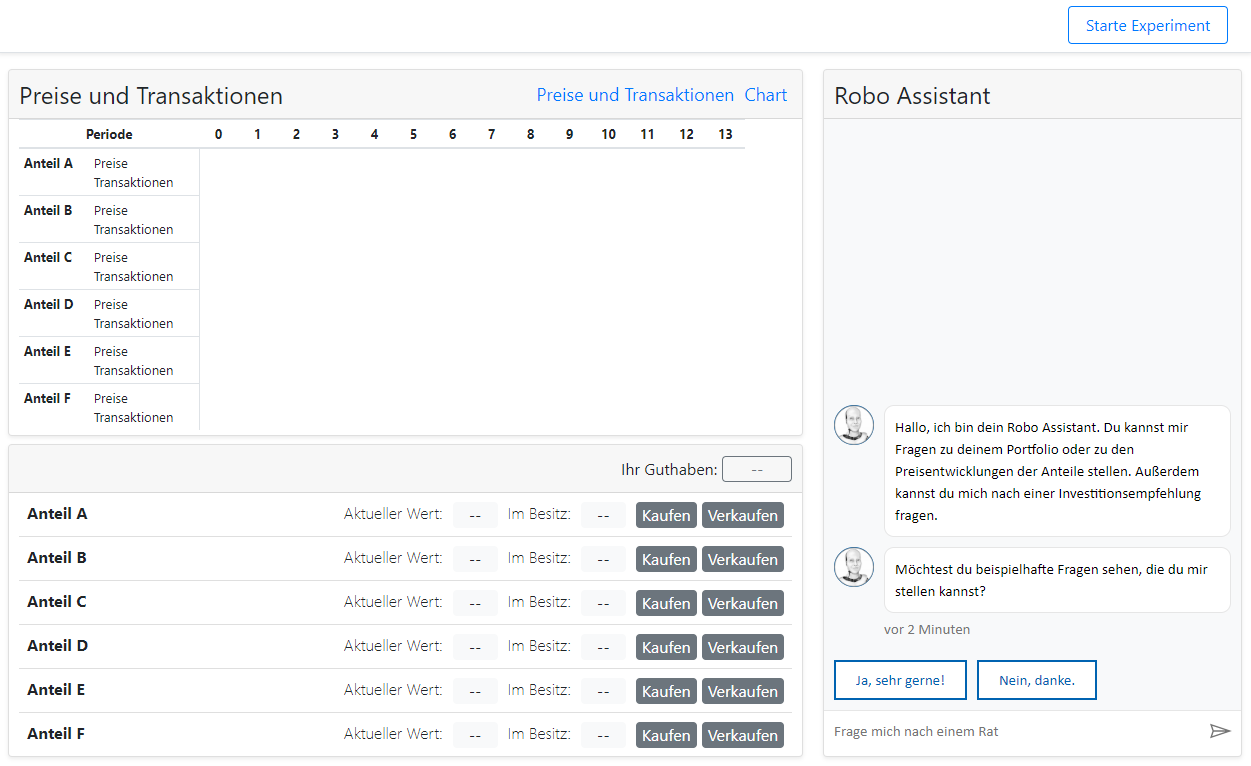 Starte Experiment
Preise und Transaktionen
Preise und Transaktionen Chart
Periode 0 1 2 3 4 5 6 7 8 9 10 11 12 13
Anteil A Preise
Transaktionen
Anteil B Preise
Transaktionen
Anteil C Preise
Transaktionen
Anteil D Preise
Transaktionen
Anteil E Preise
Transaktionen
Anteil F Preise
Transaktionen
Ihr Guthaben: --
Anteil A Aktueller Wert: -- Im Besitz: -- Kaufen Verkaufen
Anteil B Aktueller Wert: -- Im Besitz: -- Kaufen Verkaufen
Anteil C Aktueller Wert: -- Im Besitz: -- Kaufen Verkaufen
Anteil D Aktueller Wert: -- Im Besitz: -- Kaufen Verkaufen
Anteil E Aktueller Wert: -- Im Besitz: -- Kaufen Verkaufen
Anteil F Aktueller Wert: -- Im Besitz: -- Kaufen Verkaufen
Robo Assistant
Hallo, ich bin dein Robo Assistant. Du kannst mir
Fragen zu deinem Portfolio oder zu den
Preisentwicklungen der Anteile stellen. Außerdem
kannst du mich nach einer Investitionsempfehlung
fragen.
Möchtest du beispielhafte Fragen sehen, die du mir
stellen kannst?
vor 2 Minuten
Ja, sehr gerne! Nein, danke.
Frage mich nach einem Rat